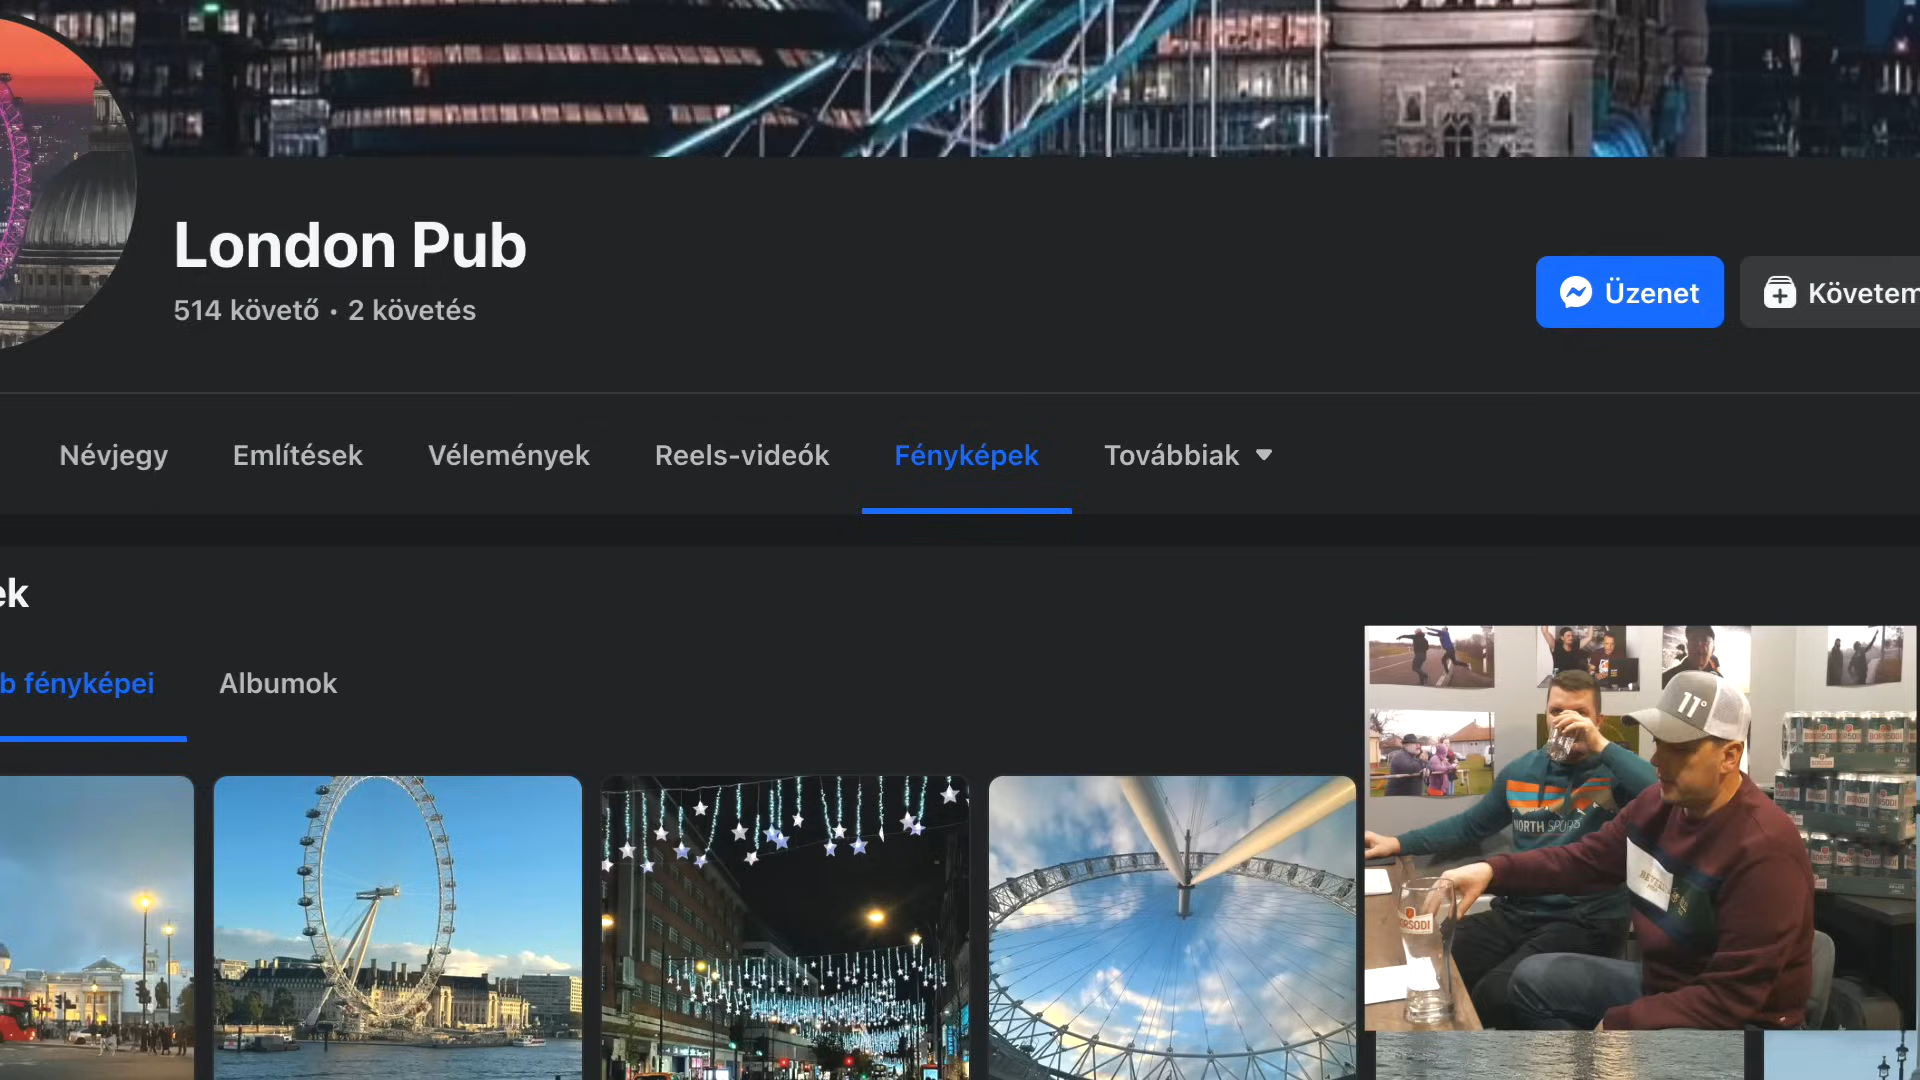 London Pub
514 követő • 2 követés
Üzenet
Követem
Névjegy
Említések
Vélemények
Reels-videók
Fényképek
Továbbiak
ek
b fényképei
Albumok
11°
NORTH SPORTS
BORSODI